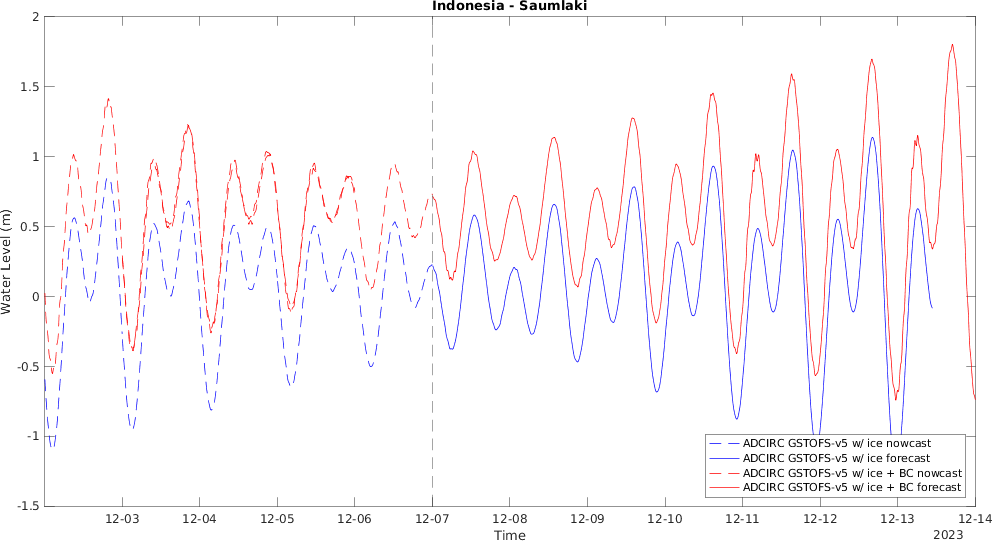 Indonesia - Saumlaki
2
1.5
1
0.5
0
-0.5
-1
-1.5
Water Level (m)
12-03 12-04 12-05 12-06 12-07 12-08 12-09 12-10 12-11 12-12 12-13 12-14
Time
2023
ADCIRC GSTOFS-v5 w/ ice nowcast
ADCIRC GSTOFS-v5 w/ ice forecast
ADCIRC GSTOFS-v5 w/ ice + BC nowcast
ADCIRC GSTOFS-v5 w/ ice + BC forecast